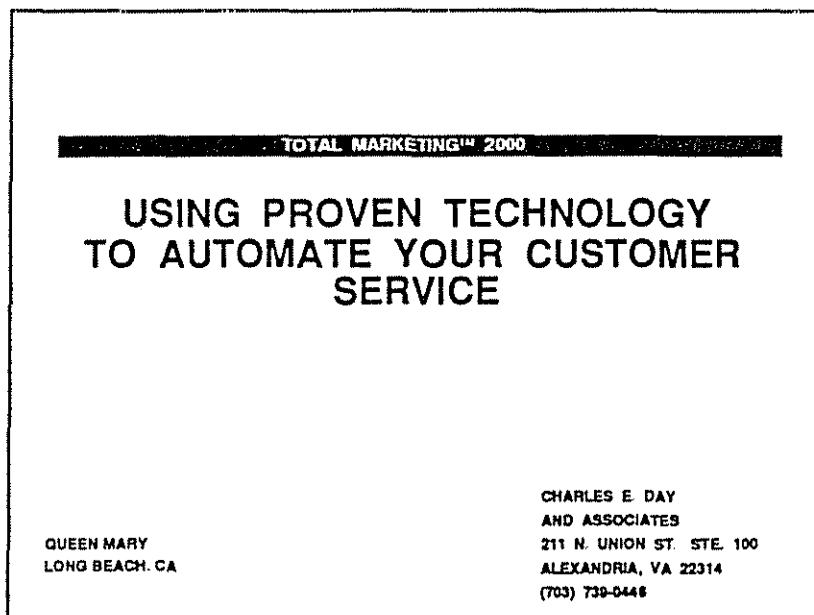 TOTAL MARKETING™ 2000
USING PROVEN TECHNOLOGY
TO AUTOMATE YOUR CUSTOMER
SERVICE
QUEEN MARY
LONG BEACH, CA
CHARLES E. DAY
AND ASSOCIATES
211 N. UNION ST. STE. 100
ALEXANDRIA, VA 22314
(703) 739-0446